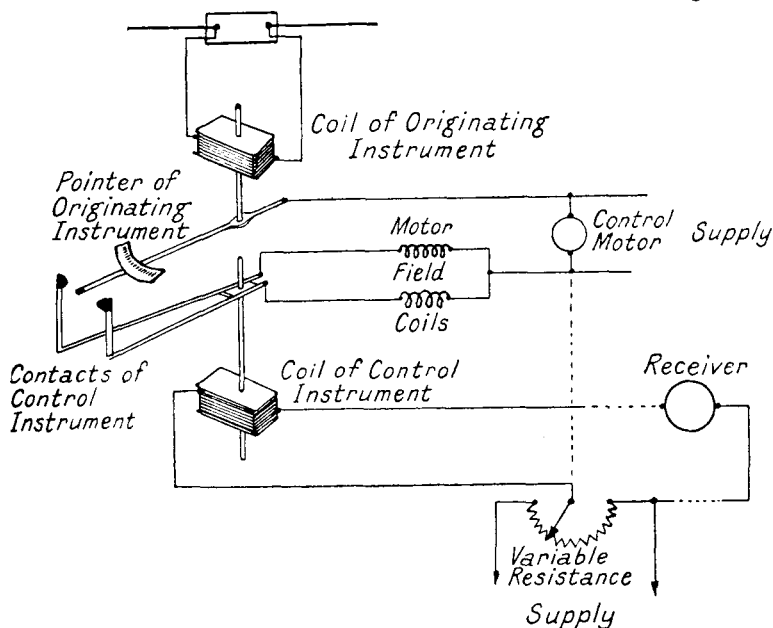 Coil of Originating
Instrument
Pointer of
Originating
Instrument
Motor
Field
Coils
Control
Motor
Supply
Contacts of
Control
Instrument
Coil of Control
Instrument
Receiver
Variable
Resistance
Supply